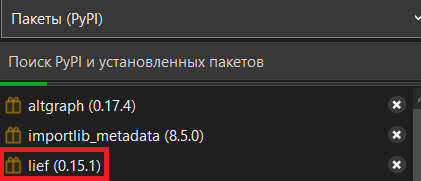 Пакеты (PyPI)
Поиск PyPI и установленных пакетов
altgraph (0.17.4)
importlib_metadata (8.5.0)
lief (0.15.1)